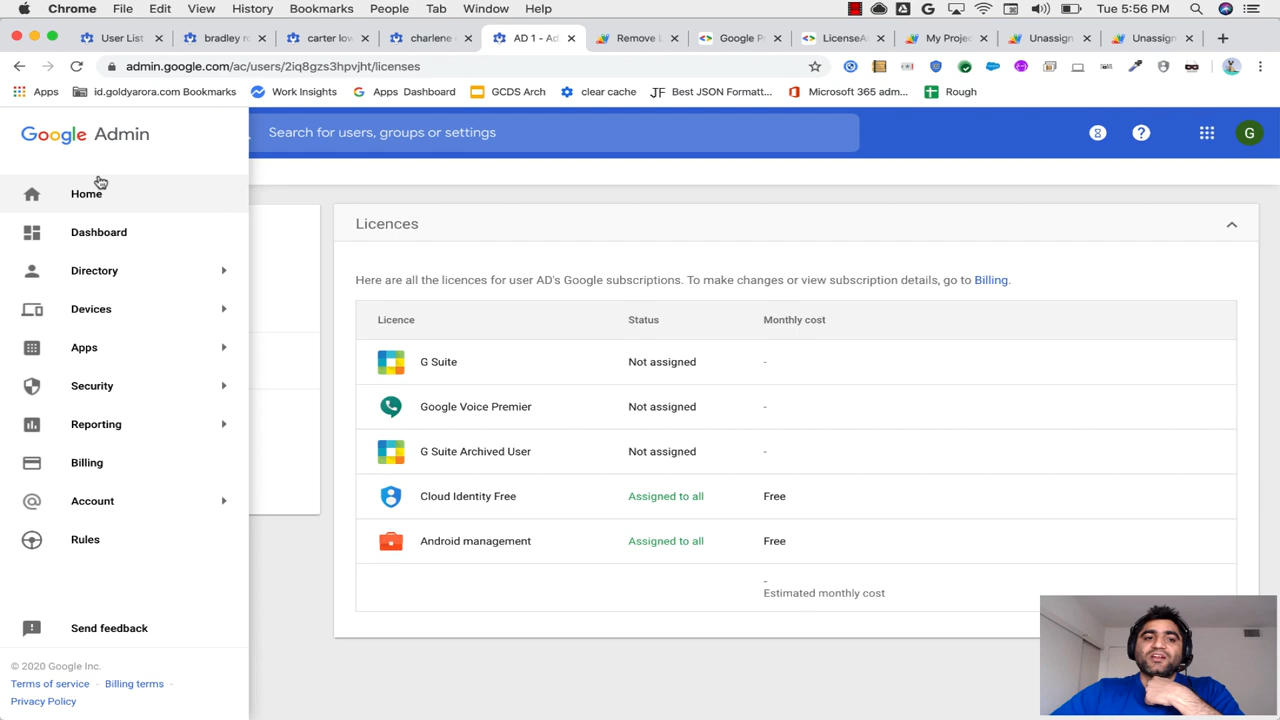 Chrome File Edit View History Bookmarks People Tab Window Help Tue 5:56 PM
User List bradley ro carter low charlene c AD 1 - Ad Remove L Google P LicenseA My Proje Unassign Unassign
admin.google.com/ac/users/2iq8gzs3hpvjht/licenses
Apps id.goldyarora.com Bookmarks Work Insights Apps Dashboard GCDS Arch clear cache Best JSON Formatt... Microsoft 365 adm... Rough
Google Admin
Search for users, groups or settings
G
Home
Dashboard
Directory
Devices
Apps
Security
Reporting
Billing
Account
Rules
Send feedback
© 2020 Google Inc.
Terms of service - Billing terms -
Privacy Policy
Licences
Here are all the licences for user AD's Google subscriptions. To make changes or view subscription details, go to Billing.
Licence Status Monthly cost
G Suite Not assigned -
Google Voice Premier Not assigned -
G Suite Archived User Not assigned -
Cloud Identity Free Assigned to all Free
Android management Assigned to all Free
-
Estimated monthly cost